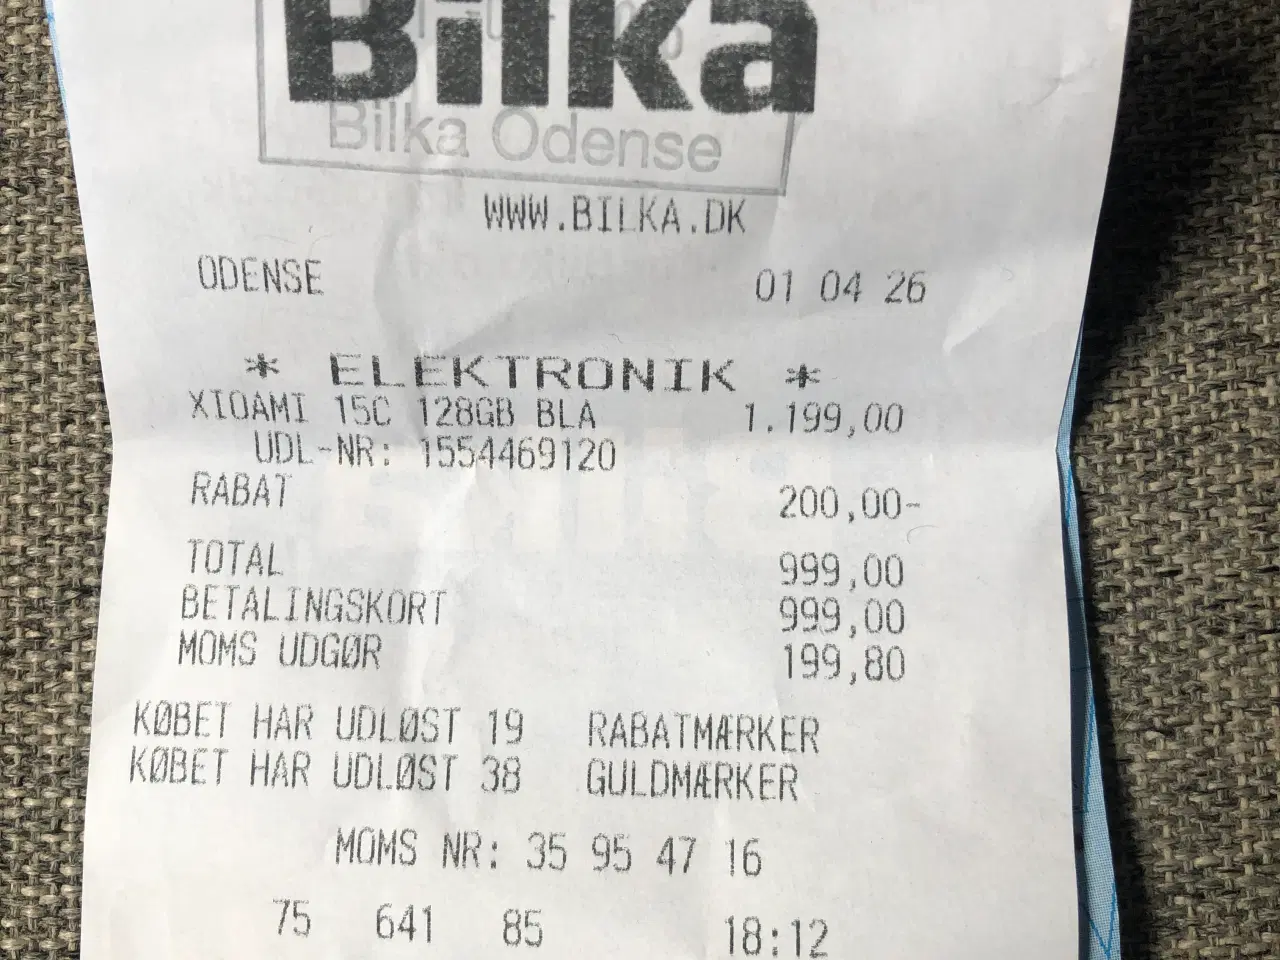 Bilka
Bilka Odense
WWW.BILKA.DK
ODENSE 01 04 26
* ELEKTRONIK *
XIOAMI 15C 128GB BLA 1.199,00
UDL-NR: 1554469120
RABAT 200,00-
TOTAL 999,00
BETALINGSKORT 999,00
MOMS UDGØR 199,80
KØBET HAR UDLØST 19 RABATMÆRKER
KØBET HAR UDLØST 38 GULDMÆRKER
MOMS NR: 35 95 47 16
75 641 85 18:12